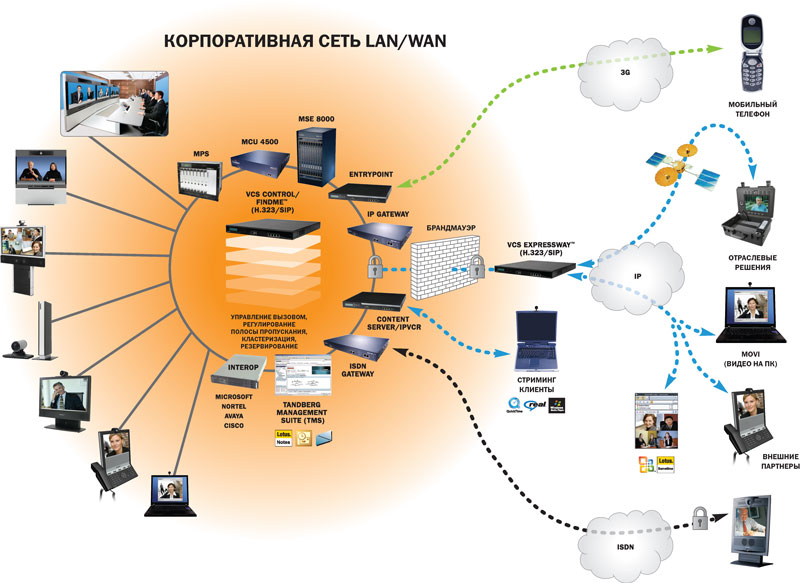 КОРПОРАТИВНАЯ СЕТЬ LAN/WAN
3G
МОБИЛЬНЫЙ
ТЕЛЕФОН
MSE 8000
MCU 4500
MPS
ENTRYPOINT
VCS CONTROL/
FINDME™
(H.323/SIP)
IP GATEWAY
БРАНДМАУЭР
VCS EXPRESSWAY™
(H.323/SIP)
IP
ОТРАСЛЕВЫЕ
РЕШЕНИЯ
УПРАВЛЕНИЕ ВЫЗОВОМ,
РЕГУЛИРОВАНИЕ
ПОЛОСЫ ПРОПУСКАНИЯ,
КЛАСТЕРИЗАЦИЯ,
РЕЗЕРВИРОВАНИЕ
CONTENT
SERVER/IPVCR
ISDN
GATEWAY
MOVI
(ВИДЕО НА ПК)
INTEROP
MICROSOFT
NORTEL
AVAYA
CISCO
TANDBERG
MANAGEMENT
SUITE (TMS)
Lotus
Notes
СТРИМИНГ
КЛИЕНТЫ
QuickTime
real
Lotus
Sametime
ВНЕШНИЕ
ПАРТНЕРЫ
ISDN